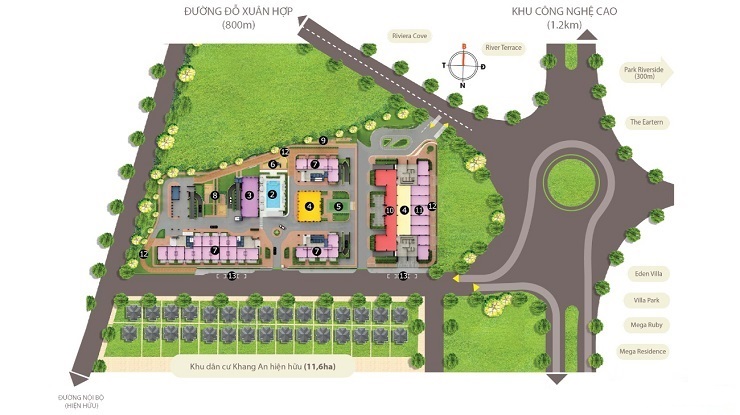 ĐƯỜNG ĐỖ XUÂN HỢP
(800m)
KHU CÔNG NGHỆ CAO
(1.2km)
Riviera Cove
River Terrace
B
T
Đ
N
Park Riverside
(300m)
The Eartern
9
12
6
7
3
2
8
4
5
10
4
11
12
7
7
12
13
13
Eden Villa
Villa Park
Mega Ruby
Mega Residence
Khu dân cư Khang An hiện hữu (11,6ha)
ĐƯỜNG NỘI BỘ
(HIỆN HỮU)